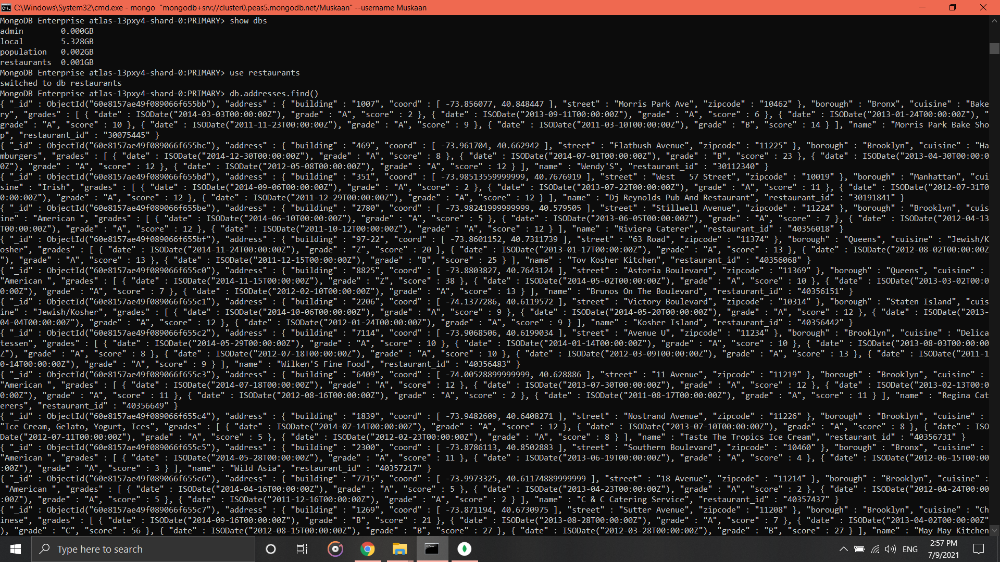 C:\Windows\System32\cmd.exe - mongo  "mongodb+srv://cluster0.peas5.mongodb.net/Muskaan" --username Muskaan
MongoDB Enterprise atlas-13pxy4-shard-0:PRIMARY> show dbs
admin        0.000GB
local        5.328GB
population   0.002GB
restaurants  0.001GB
MongoDB Enterprise atlas-13pxy4-shard-0:PRIMARY> use restaurants
switched to db restaurants
MongoDB Enterprise atlas-13pxy4-shard-0:PRIMARY> db.addresses.find()
{ "_id" : ObjectId("60e8157ae49f089066f655bb"), "address" : { "building" : "1007", "coord" : [ -73.856077, 40.848447 ], "street" : "Morris Park Ave", "zipcode" : "10462" }, "borough" : "Bronx", "cuisine" : "Bake
ry", "grades" : [ { "date" : ISODate("2014-03-03T00:00:00Z"), "grade" : "A", "score" : 2 }, { "date" : ISODate("2013-09-11T00:00:00Z"), "grade" : "A", "score" : 6 }, { "date" : ISODate("2013-01-24T00:00:00Z"), "
grade" : "A", "score" : 10 }, { "date" : ISODate("2011-11-23T00:00:00Z"), "grade" : "A", "score" : 9 }, { "date" : ISODate("2011-03-10T00:00:00Z"), "grade" : "B", "score" : 14 } ], "name" : "Morris Park Bake Sho
p", "restaurant_id" : "30075445" }
{ "_id" : ObjectId("60e8157ae49f089066f655bc"), "address" : { "building" : "469", "coord" : [ -73.961704, 40.662942 ], "street" : "Flatbush Avenue", "zipcode" : "11225" }, "borough" : "Brooklyn", "cuisine" : "Ha
mburgers", "grades" : [ { "date" : ISODate("2014-12-30T00:00:00Z"), "grade" : "A", "score" : 8 }, { "date" : ISODate("2014-07-01T00:00:00Z"), "grade" : "B", "score" : 23 }, { "date" : ISODate("2013-04-30T00:00:0
0Z"), "grade" : "A", "score" : 12 }, { "date" : ISODate("2012-05-08T00:00:00Z"), "grade" : "A", "score" : 12 } ], "name" : "Wendy'S", "restaurant_id" : "30112340" }
{ "_id" : ObjectId("60e8157ae49f089066f655bd"), "address" : { "building" : "351", "coord" : [ -73.98513559999999, 40.7676919 ], "street" : "West   57 Street", "zipcode" : "10019" }, "borough" : "Manhattan", "cui
sine" : "Irish", "grades" : [ { "date" : ISODate("2014-09-06T00:00:00Z"), "grade" : "A", "score" : 2 }, { "date" : ISODate("2013-07-22T00:00:00Z"), "grade" : "A", "score" : 11 }, { "date" : ISODate("2012-07-31T0
0:00:00Z"), "grade" : "A", "score" : 12 }, { "date" : ISODate("2011-12-29T00:00:00Z"), "grade" : "A", "score" : 12 } ], "name" : "Dj Reynolds Pub And Restaurant", "restaurant_id" : "30191841" }
{ "_id" : ObjectId("60e8157ae49f089066f655be"), "address" : { "building" : "2780", "coord" : [ -73.98241999999999, 40.579505 ], "street" : "Stillwell Avenue", "zipcode" : "11224" }, "borough" : "Brooklyn", "cuis
ine" : "American ", "grades" : [ { "date" : ISODate("2014-06-10T00:00:00Z"), "grade" : "A", "score" : 5 }, { "date" : ISODate("2013-06-05T00:00:00Z"), "grade" : "A", "score" : 7 }, { "date" : ISODate("2012-04-13
T00:00:00Z"), "grade" : "A", "score" : 12 }, { "date" : ISODate("2011-10-12T00:00:00Z"), "grade" : "A", "score" : 12 } ], "name" : "Riviera Caterer", "restaurant_id" : "40356018" }
{ "_id" : ObjectId("60e8157ae49f089066f655bf"), "address" : { "building" : "97-22", "coord" : [ -73.8601152, 40.7311739 ], "street" : "63 Road", "zipcode" : "11374" }, "borough" : "Queens", "cuisine" : "Jewish/K
osher", "grades" : [ { "date" : ISODate("2014-11-24T00:00:00Z"), "grade" : "Z", "score" : 20 }, { "date" : ISODate("2013-01-17T00:00:00Z"), "grade" : "A", "score" : 13 }, { "date" : ISODate("2012-08-02T00:00:00Z
"), "grade" : "A", "score" : 13 }, { "date" : ISODate("2011-12-15T00:00:00Z"), "grade" : "B", "score" : 25 } ], "name" : "Tov Kosher Kitchen", "restaurant_id" : "40356068" }
{ "_id" : ObjectId("60e8157ae49f089066f655c0"), "address" : { "building" : "8825", "coord" : [ -73.8803827, 40.7643124 ], "street" : "Astoria Boulevard", "zipcode" : "11369" }, "borough" : "Queens", "cuisine" :
"American ", "grades" : [ { "date" : ISODate("2014-11-15T00:00:00Z"), "grade" : "Z", "score" : 38 }, { "date" : ISODate("2014-05-02T00:00:00Z"), "grade" : "A", "score" : 10 }, { "date" : ISODate("2013-03-02T00:0
0:00Z"), "grade" : "A", "score" : 7 }, { "date" : ISODate("2012-02-10T00:00:00Z"), "grade" : "A", "score" : 13 } ], "name" : "Brunos On The Boulevard", "restaurant_id" : "40356151" }
{ "_id" : ObjectId("60e8157ae49f089066f655c1"), "address" : { "building" : "2206", "coord" : [ -74.1377286, 40.6119572 ], "street" : "Victory Boulevard", "zipcode" : "10314" }, "borough" : "Staten Island", "cuis
ine" : "Jewish/Kosher", "grades" : [ { "date" : ISODate("2014-10-06T00:00:00Z"), "grade" : "A", "score" : 9 }, { "date" : ISODate("2014-05-20T00:00:00Z"), "grade" : "A", "score" : 12 }, { "date" : ISODate("2013-
04-04T00:00:00Z"), "grade" : "A", "score" : 12 }, { "date" : ISODate("2012-01-24T00:00:00Z"), "grade" : "A", "score" : 9 } ], "name" : "Kosher Island", "restaurant_id" : "40356442" }
{ "_id" : ObjectId("60e8157ae49f089066f655c2"), "address" : { "building" : "7114", "coord" : [ -73.9068506, 40.6199034 ], "street" : "Avenue U", "zipcode" : "11234" }, "borough" : "Brooklyn", "cuisine" : "Delica
tessen", "grades" : [ { "date" : ISODate("2014-05-29T00:00:00Z"), "grade" : "A", "score" : 10 }, { "date" : ISODate("2014-01-14T00:00:00Z"), "grade" : "A", "score" : 10 }, { "date" : ISODate("2013-08-03T00:00:00
Z"), "grade" : "A", "score" : 8 }, { "date" : ISODate("2012-07-18T00:00:00Z"), "grade" : "A", "score" : 10 }, { "date" : ISODate("2012-03-09T00:00:00Z"), "grade" : "A", "score" : 13 }, { "date" : ISODate("2011-1
0-14T00:00:00Z"), "grade" : "A", "score" : 9 } ], "name" : "Wilken'S Fine Food", "restaurant_id" : "40356483" }
{ "_id" : ObjectId("60e8157ae49f089066f655c3"), "address" : { "building" : "6409", "coord" : [ -74.00528899999999, 40.628886 ], "street" : "11 Avenue", "zipcode" : "11219" }, "borough" : "Brooklyn", "cuisine" :
"American ", "grades" : [ { "date" : ISODate("2014-07-18T00:00:00Z"), "grade" : "A", "score" : 12 }, { "date" : ISODate("2013-07-30T00:00:00Z"), "grade" : "A", "score" : 12 }, { "date" : ISODate("2013-02-13T00:0
0:00Z"), "grade" : "A", "score" : 11 }, { "date" : ISODate("2012-08-16T00:00:00Z"), "grade" : "A", "score" : 2 }, { "date" : ISODate("2011-08-17T00:00:00Z"), "grade" : "A", "score" : 11 } ], "name" : "Regina Cat
erers", "restaurant_id" : "40356649" }
{ "_id" : ObjectId("60e8157ae49f089066f655c4"), "address" : { "building" : "1839", "coord" : [ -73.9482609, 40.6408271 ], "street" : "Nostrand Avenue", "zipcode" : "11226" }, "borough" : "Brooklyn", "cuisine" :
"Ice Cream, Gelato, Yogurt, Ices", "grades" : [ { "date" : ISODate("2014-07-14T00:00:00Z"), "grade" : "A", "score" : 12 }, { "date" : ISODate("2013-07-10T00:00:00Z"), "grade" : "A", "score" : 8 }, { "date" : ISO
Date("2012-07-11T00:00:00Z"), "grade" : "A", "score" : 5 }, { "date" : ISODate("2012-02-23T00:00:00Z"), "grade" : "A", "score" : 8 } ], "name" : "Taste The Tropics Ice Cream", "restaurant_id" : "40356731" }
{ "_id" : ObjectId("60e8157ae49f089066f655c5"), "address" : { "building" : "2300", "coord" : [ -73.8786113, 40.8502883 ], "street" : "Southern Boulevard", "zipcode" : "10460" }, "borough" : "Bronx", "cuisine" :
"American ", "grades" : [ { "date" : ISODate("2014-05-28T00:00:00Z"), "grade" : "A", "score" : 11 }, { "date" : ISODate("2013-06-19T00:00:00Z"), "grade" : "A", "score" : 4 }, { "date" : ISODate("2012-06-15T00:00
:00Z"), "grade" : "A", "score" : 3 } ], "name" : "Wild Asia", "restaurant_id" : "40357217" }
{ "_id" : ObjectId("60e8157ae49f089066f655c6"), "address" : { "building" : "7715", "coord" : [ -73.9973325, 40.61174889999999 ], "street" : "18 Avenue", "zipcode" : "11214" }, "borough" : "Brooklyn", "cuisine" :
 "American ", "grades" : [ { "date" : ISODate("2014-04-16T00:00:00Z"), "grade" : "A", "score" : 5 }, { "date" : ISODate("2013-04-23T00:00:00Z"), "grade" : "A", "score" : 2 }, { "date" : ISODate("2012-04-24T00:00
:00Z"), "grade" : "A", "score" : 5 }, { "date" : ISODate("2011-12-16T00:00:00Z"), "grade" : "A", "score" : 2 } ], "name" : "C & C Catering Service", "restaurant_id" : "40357437" }
{ "_id" : ObjectId("60e8157ae49f089066f655c7"), "address" : { "building" : "1269", "coord" : [ -73.871194, 40.6730975 ], "street" : "Sutter Avenue", "zipcode" : "11208" }, "borough" : "Brooklyn", "cuisine" : "Ch
inese", "grades" : [ { "date" : ISODate("2014-09-16T00:00:00Z"), "grade" : "B", "score" : 21 }, { "date" : ISODate("2013-08-28T00:00:00Z"), "grade" : "A", "score" : 7 }, { "date" : ISODate("2013-04-02T00:00:00Z"
), "grade" : "C", "score" : 56 }, { "date" : ISODate("2012-08-15T00:00:00Z"), "grade" : "B", "score" : 27 }, { "date" : ISODate("2012-03-28T00:00:00Z"), "grade" : "B", "score" : 27 } ], "name" : "May May Kitchen
Type here to search
ENG
2:57 PM
7/9/2021